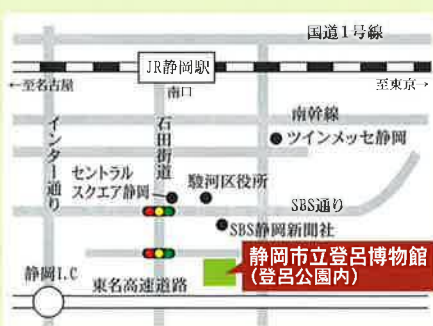 国道1号線
JR静岡駅
←至名古屋
至東京→
南口
南幹線
ツインメッセ静岡
インター通り
石田街道
セントラル
スクエア静岡
駿河区役所
SBS通り
SBS静岡新聞社
静岡市立登呂博物館
(登呂公園内)
静岡I.C
東名高速道路